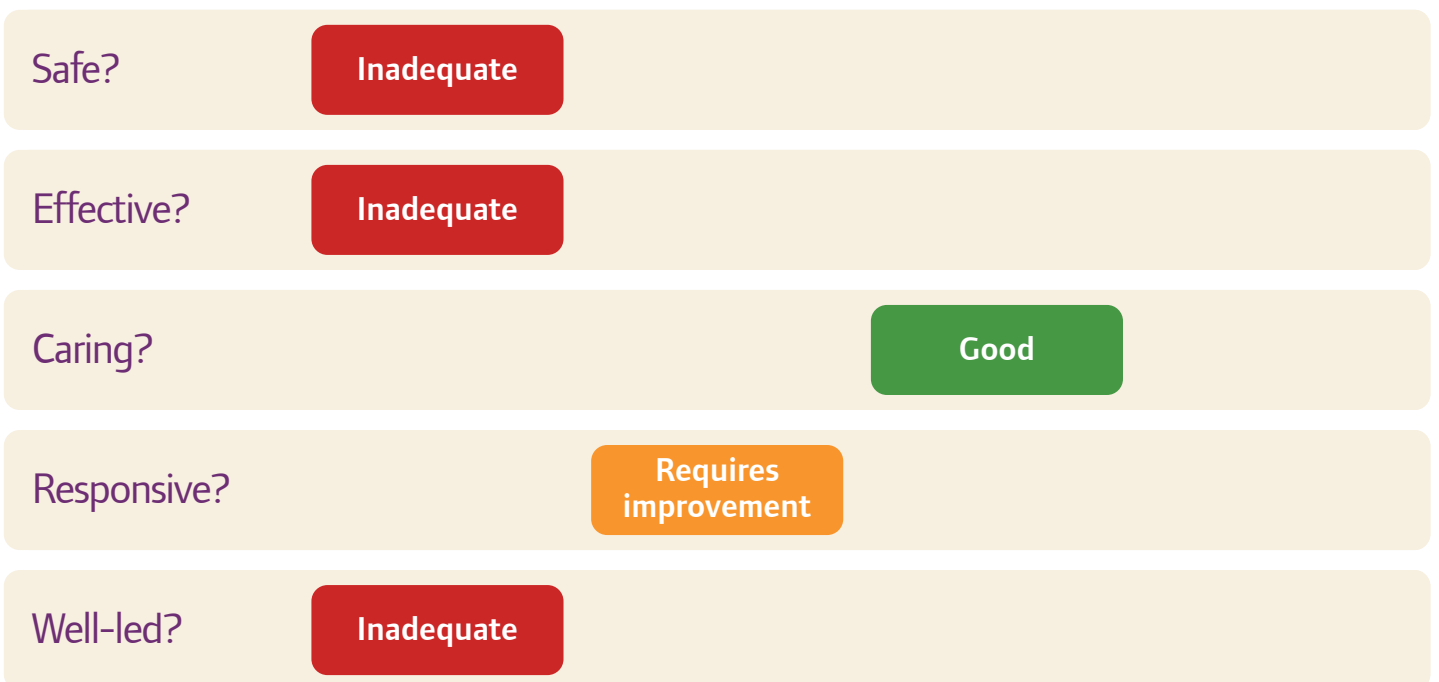 Safe?
Inadequate
Effective?
Inadequate
Caring?
Good
Responsive?
Requires
improvement
Well-led?
Inadequate